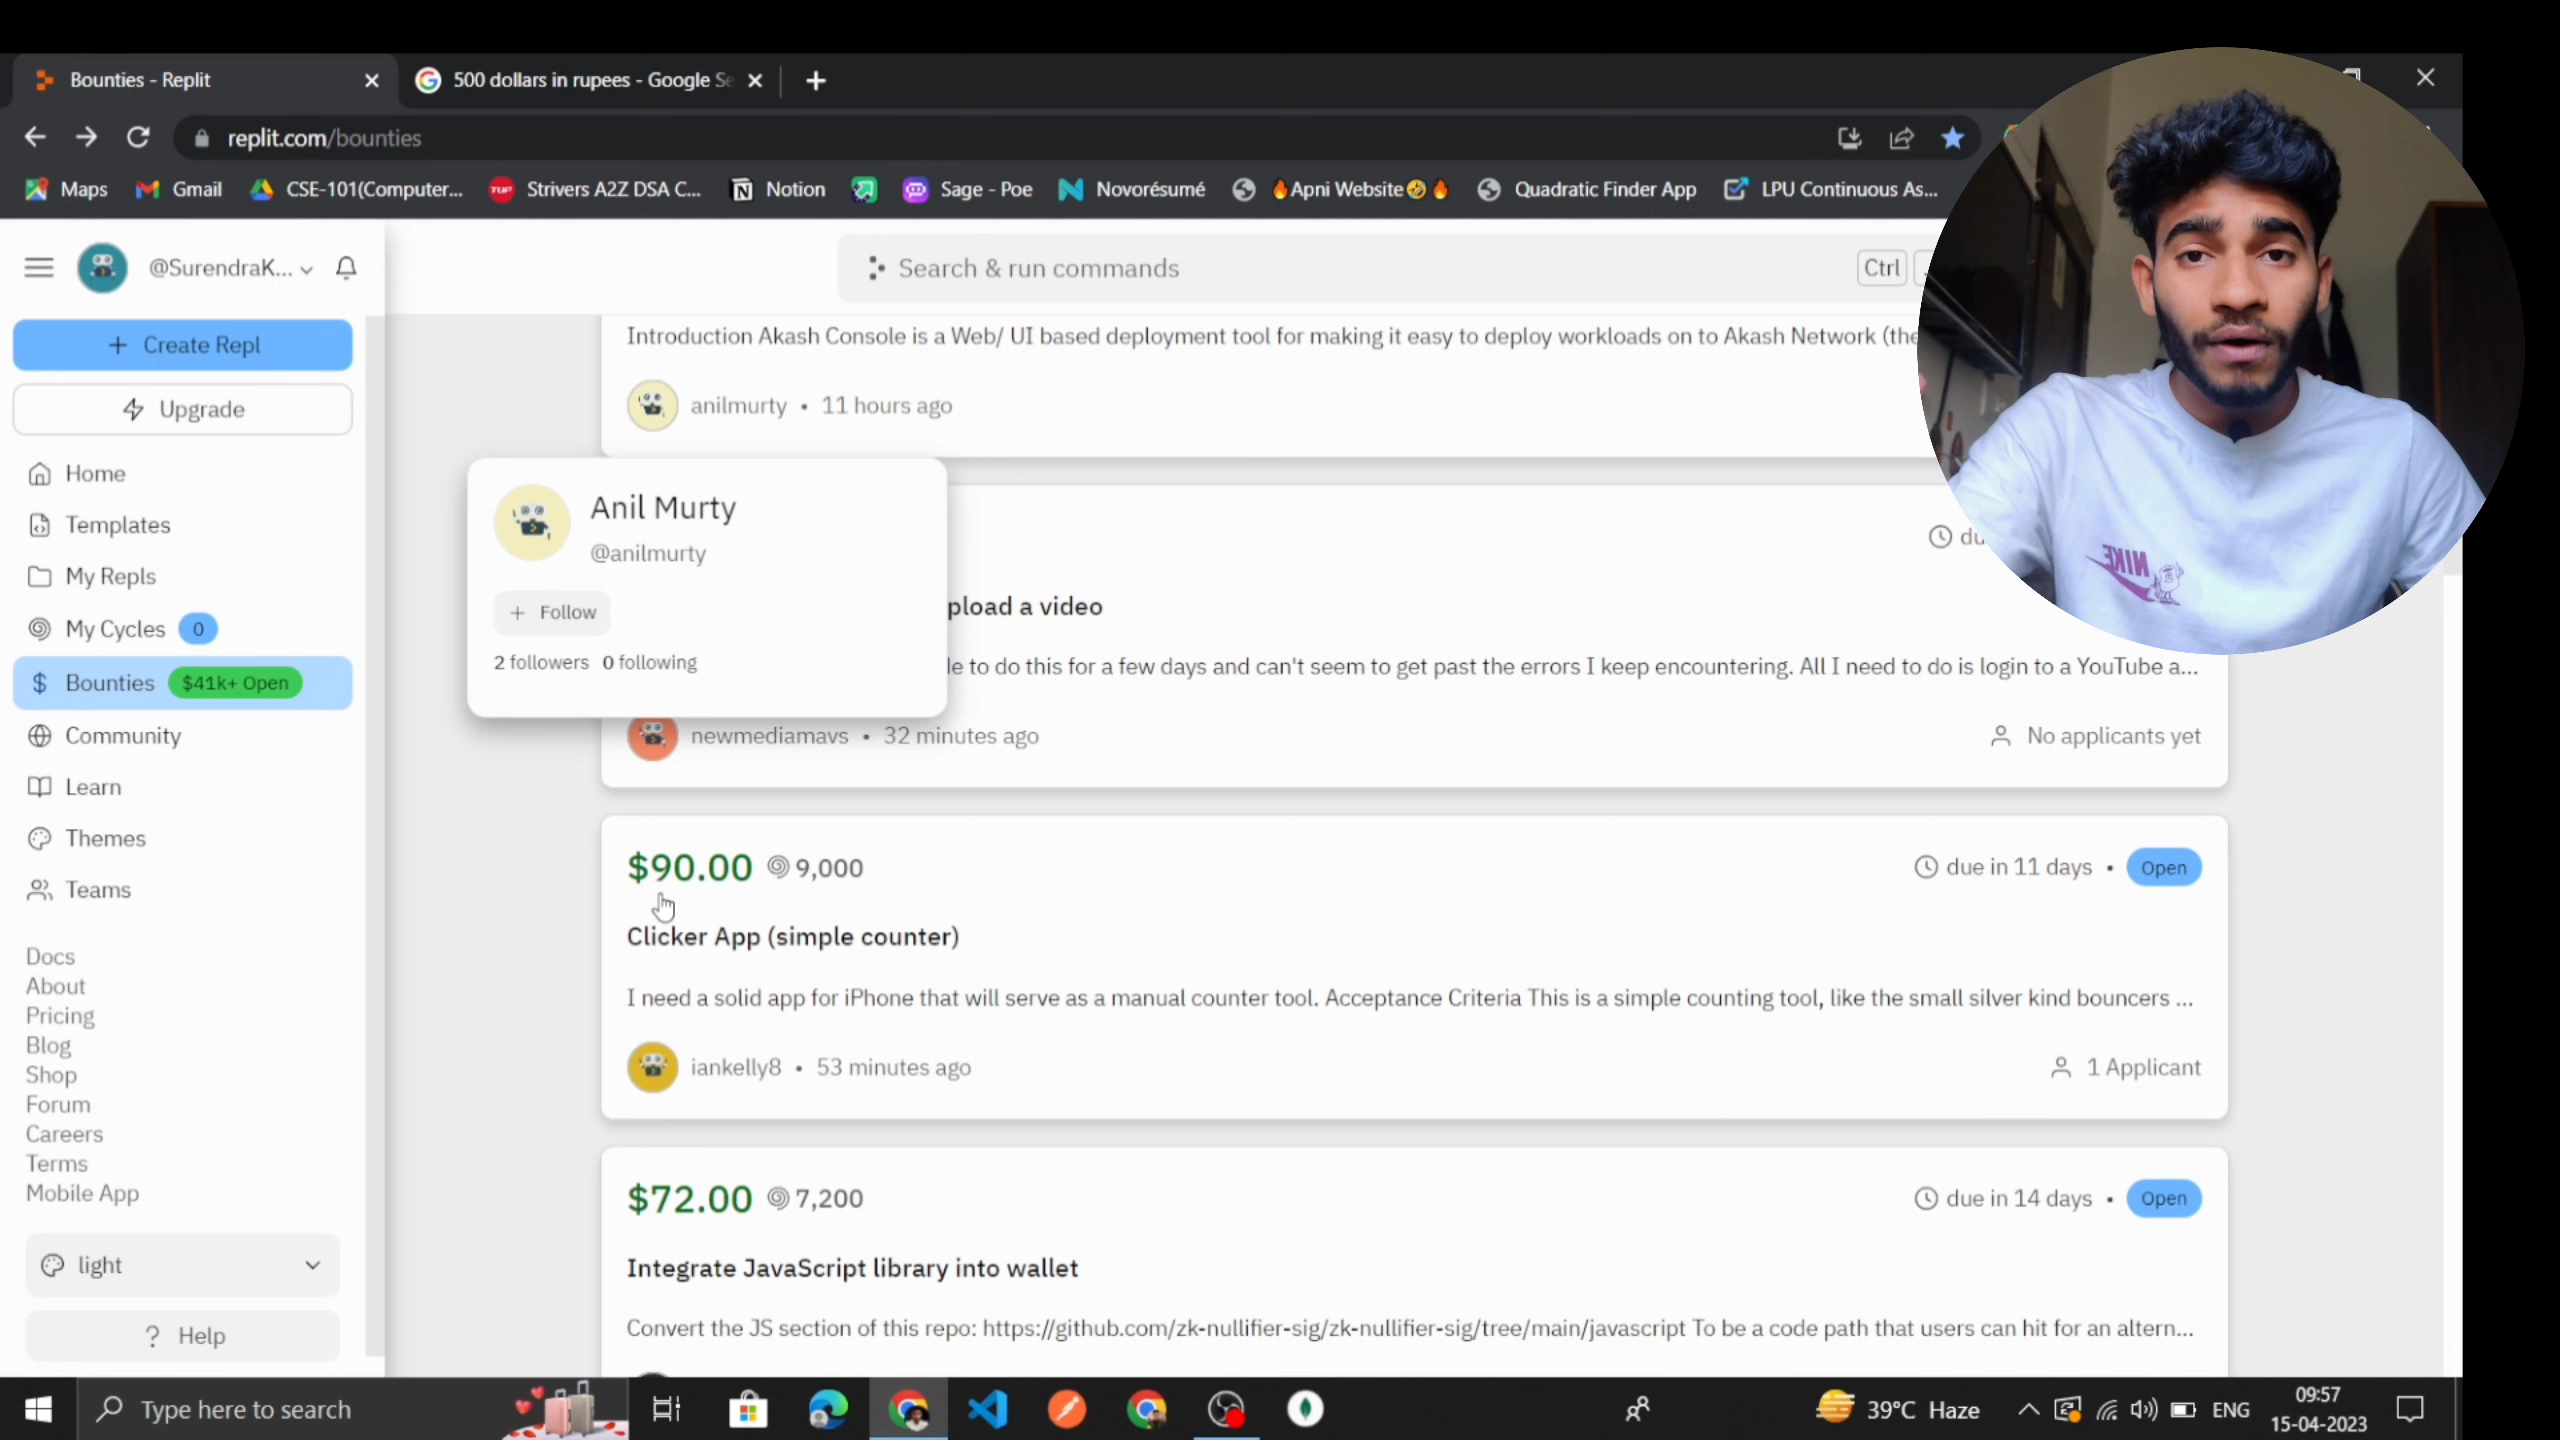 Bounties - Replit
500 dollars in rupees - Google Se
replit.com/bounties
Maps
Gmail
CSE-101(Computer...
Strivers A2Z DSA C...
Notion
Sage - Poe
Novorésumé
🔥Apni Website🤣🔥
Quadratic Finder App
LPU Continuous As...
@SurendraK...
Search & run commands
Ctrl
+ Create Repl
Upgrade
Home
Templates
My Repls
My Cycles 0
$ Bounties $41k+ Open
Community
Learn
Themes
Teams
Docs
About
Pricing
Blog
Shop
Forum
Careers
Terms
Mobile App
light
? Help
Introduction Akash Console is a Web/ UI based deployment tool for making it easy to deploy workloads on to Akash Network (the
anilmurty • 11 hours ago
Anil Murty
@anilmurty
+ Follow
2 followers 0 following
du
pload a video
le to do this for a few days and can't seem to get past the errors I keep encountering. All I need to do is login to a YouTube a...
newmediamavs • 32 minutes ago
No applicants yet
$90.00 9,000
due in 11 days • Open
Clicker App (simple counter)
I need a solid app for iPhone that will serve as a manual counter tool. Acceptance Criteria This is a simple counting tool, like the small silver kind bouncers ...
iankelly8 • 53 minutes ago
1 Applicant
$72.00 7,200
due in 14 days • Open
Integrate JavaScript library into wallet
Convert the JS section of this repo: https://github.com/zk-nullifier-sig/zk-nullifier-sig/tree/main/javascript To be a code path that users can hit for an altern...
NIKE
Type here to search
39°C Haze
ENG
09:57
15-04-2023